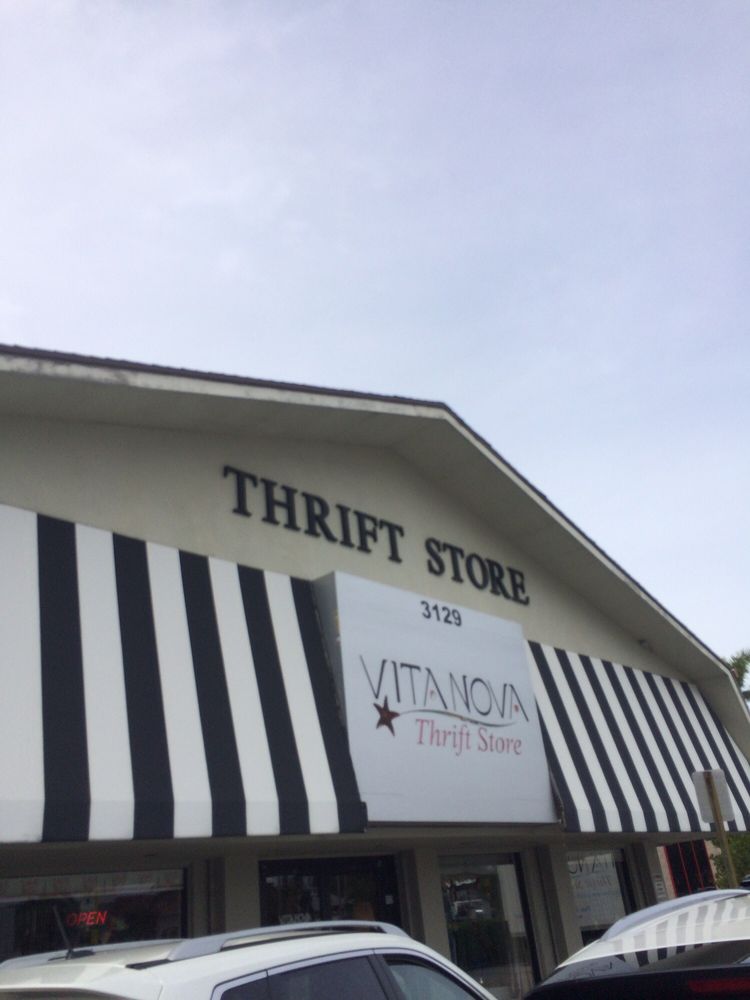 THRIFT STORE
3129
VITA NOVA
Thrift Store
OPEN